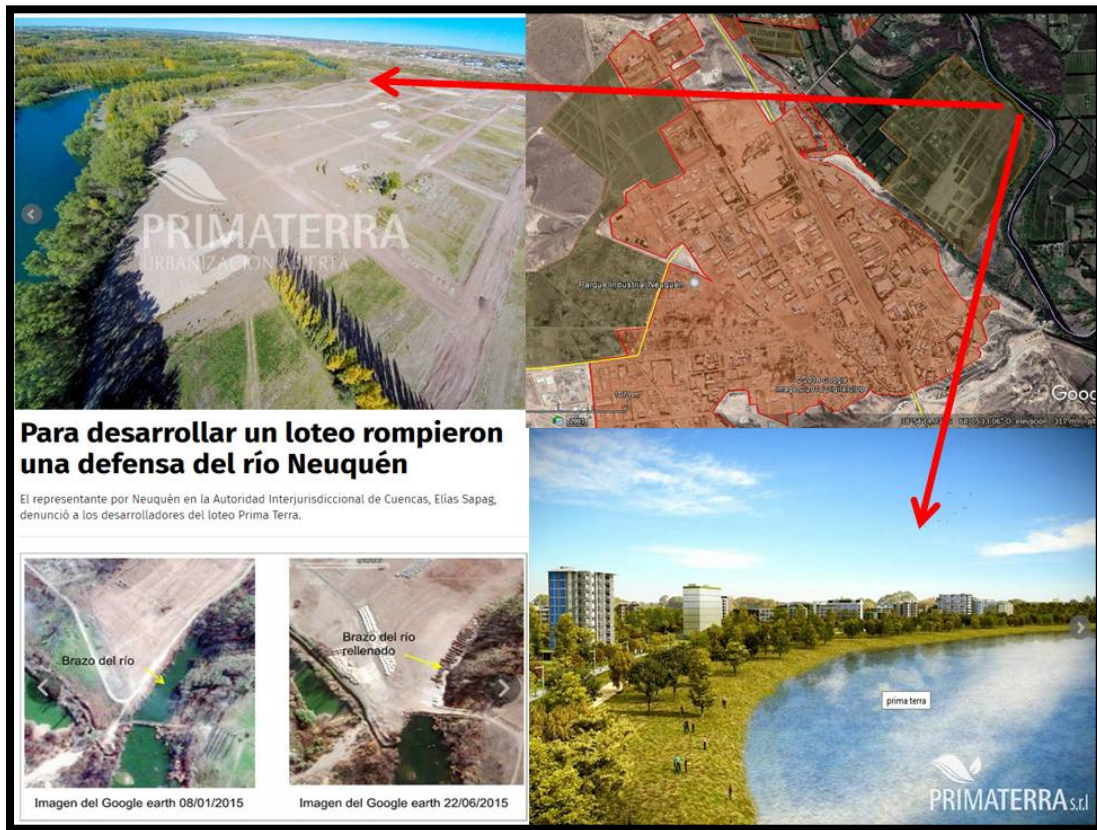 PRIMATERRA
URBANIZACIÓN ABIERTA
Parque Industrial Neuquén
Goog
Para desarrollar un loteo rompieron
una defensa del río Neuquén
El representante por Neuquén en la Autoridad Interjurisdiccional de Cuencas, Elías Sapag,
denunció a los desarrolladores del loteo Prima Terra.
Brazo del río
Brazo del río
rellenado
Imagen del Google earth 08/01/2015
Imagen del Google earth 22/06/2015
prima terra
PRIMATERRA s.r.l